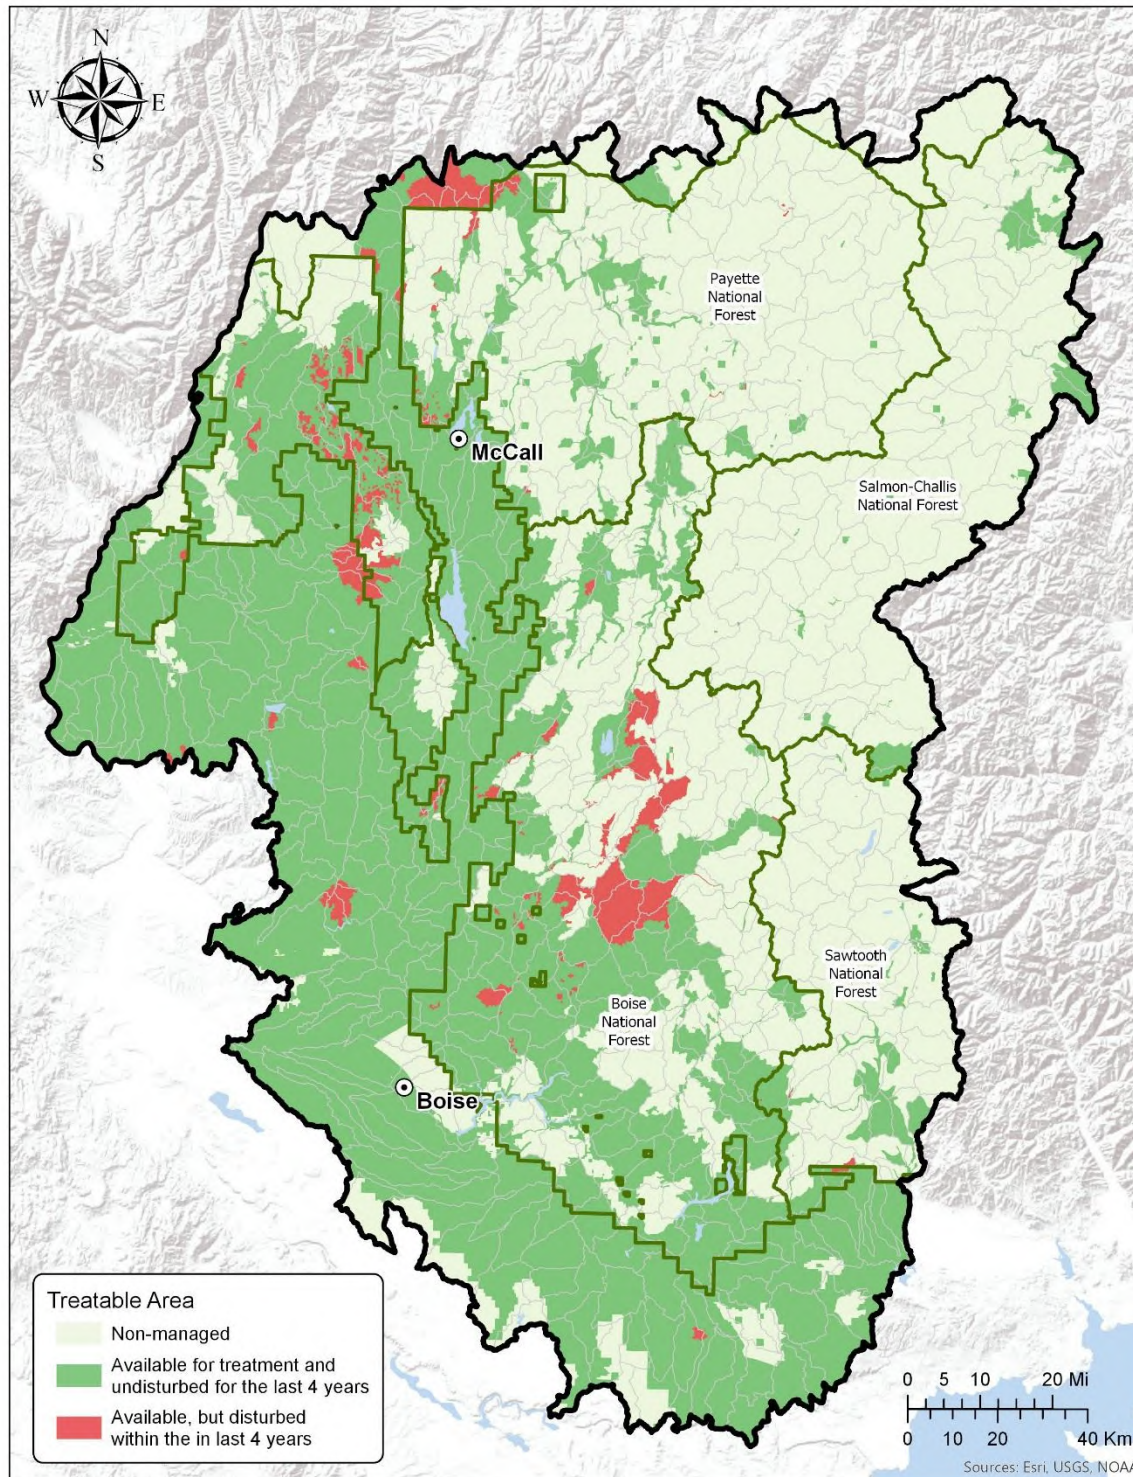 N
W E
S
Payette
National
Forest
McCall
Salmon-Challis
National Forest
Sawtooth
National
Forest
Boise
National
Forest
Boise
Treatable Area
Non-managed
Available for treatment and
undisturbed for the last 4 years
Available, but disturbed
within the in last 4 years
0 5 10 20 Mi
0 10 20 40 Km
Sources: Esri, USGS, NOAA